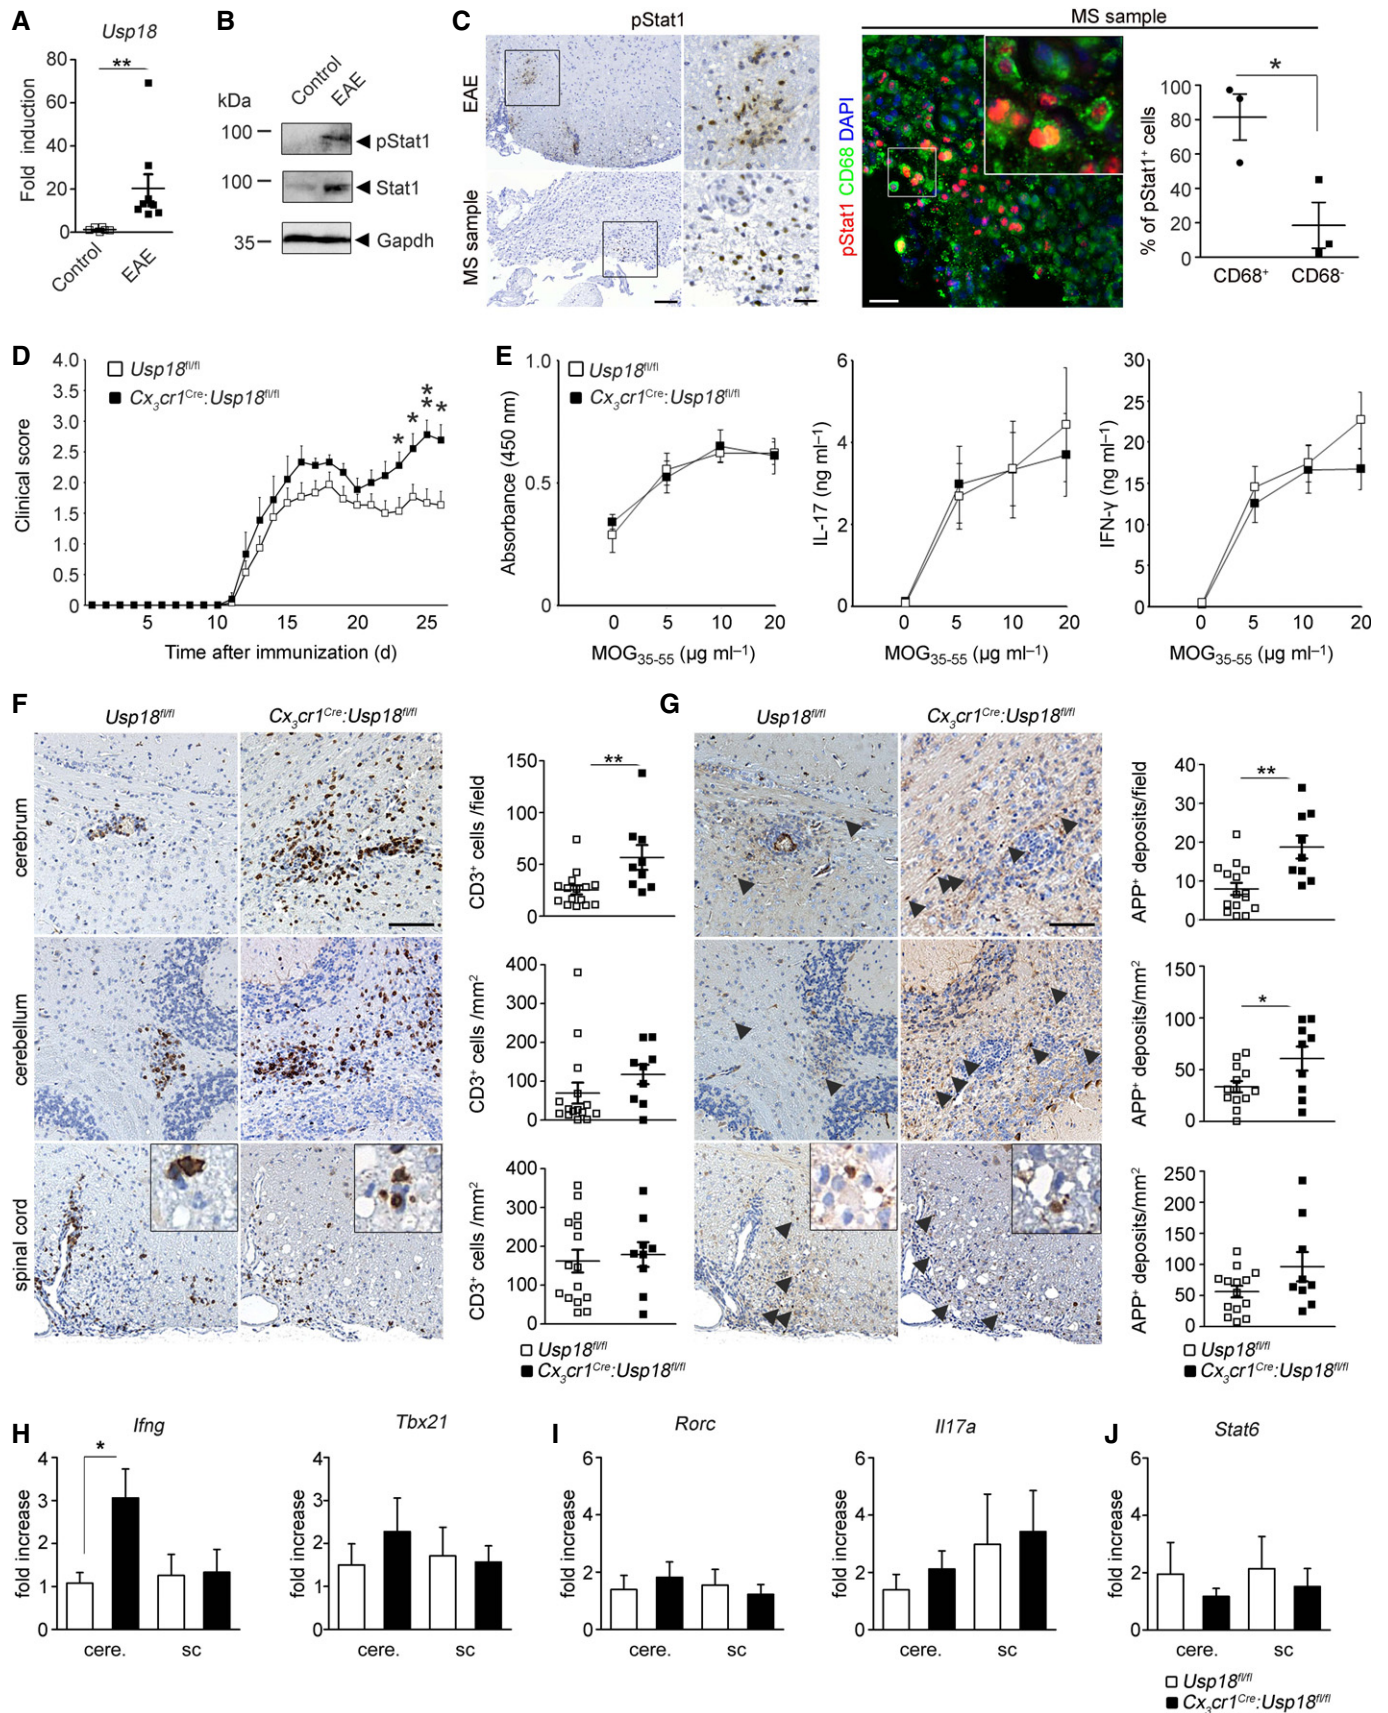 A
Usp18
Fold induction
80
60
40
20
0
**
Control
EAE
B
kDa
Control
EAE
100
pStat1
100
Stat1
35
Gapdh
C
pStat1
EAE
MS sample
MS sample
pStat1 CD68 DAPI
% of pStat1⁺ cells
100
80
60
40
20
0
*
CD68⁺ CD68⁻
D
Clinical score
4.0
3.5
3.0
2.5
2.0
1.5
1.0
0.5
0
Usp18fl/fl
Cx₃cr1Cre:Usp18fl/fl
* * * * *
5 10 15 20 25
Time after immunization (d)
E
Absorbance (450 nm)
1.0
0.5
0
Usp18fl/fl
Cx₃cr1Cre:Usp18fl/fl
0 5 10 20
MOG35-55 (µg ml–1)
IL-17 (ng ml–1)
6
4
2
0
0 5 10 20
MOG35-55 (µg ml–1)
IFN-γ (ng ml–1)
30
25
20
15
10
5
0
0 5 10 20
MOG35-55 (µg ml–1)
F
Usp18fl/fl Cx₃cr1Cre:Usp18fl/fl
cerebrum
cerebellum
spinal cord
CD3⁺ cells /field
150
100
50
0
**
CD3⁺ cells /mm²
400
300
200
100
0
CD3⁺ cells /mm²
400
300
200
100
0
Usp18fl/fl
Cx₃cr1Cre:Usp18fl/fl
G
Usp18fl/fl Cx₃cr1Cre:Usp18fl/fl
APP⁺ deposits/field
40
30
20
10
0
**
APP⁺ deposits/mm²
150
100
50
0
*
APP⁺ deposits/mm²
250
200
150
100
50
0
Usp18fl/fl
Cx₃cr1Cre:Usp18fl/fl
H
Ifng
fold increase
4
3
2
1
0
*
cere. sc
Tbx21
fold increase
4
3
2
1
0
cere. sc
I
Rorc
fold increase
6
4
2
0
cere. sc
Il17a
fold increase
6
4
2
0
cere. sc
J
Stat6
fold increase
6
4
2
0
cere. sc
Usp18fl/fl
Cx₃cr1Cre:Usp18fl/fl